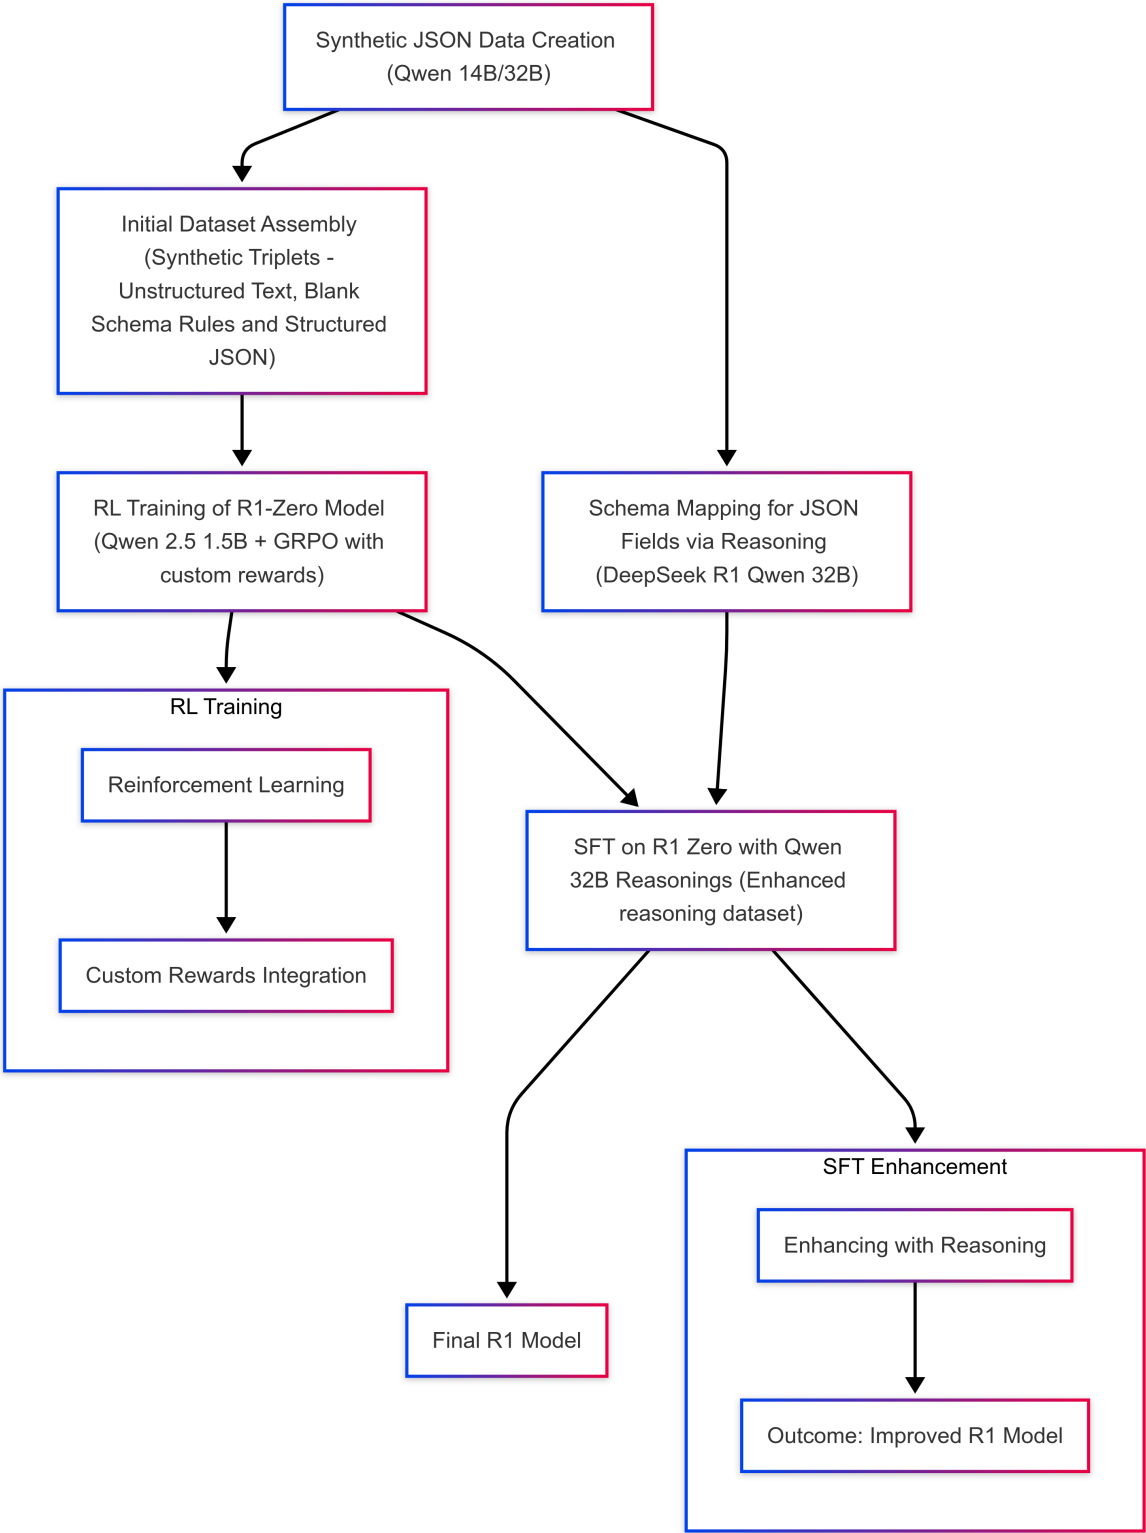 Synthetic JSON Data Creation
(Qwen 14B/32B)
Initial Dataset Assembly
(Synthetic Triplets -
Unstructured Text, Blank
Schema Rules and Structured
JSON)
RL Training of R1-Zero Model
(Qwen 2.5 1.5B + GRPO with
custom rewards)
Schema Mapping for JSON
Fields via Reasoning
(DeepSeek R1 Qwen 32B)
RL Training
Reinforcement Learning
Custom Rewards Integration
SFT on R1 Zero with Qwen
32B Reasonings (Enhanced
reasoning dataset)
Final R1 Model
SFT Enhancement
Enhancing with Reasoning
Outcome: Improved R1 Model